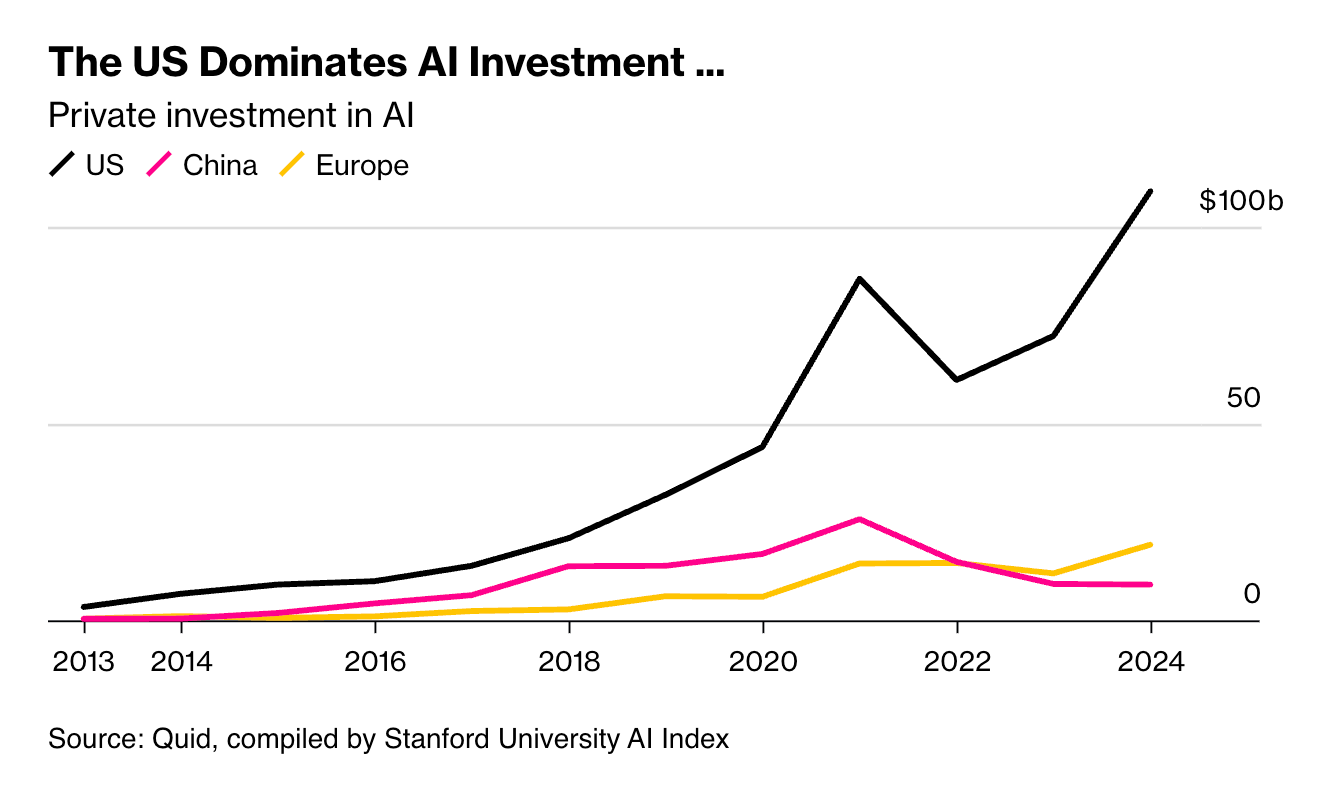 The US Dominates AI Investment ...
Private investment in AI
US China Europe
$100b
50
0
2013 2014 2016 2018 2020 2022 2024
Source: Quid, compiled by Stanford University AI Index